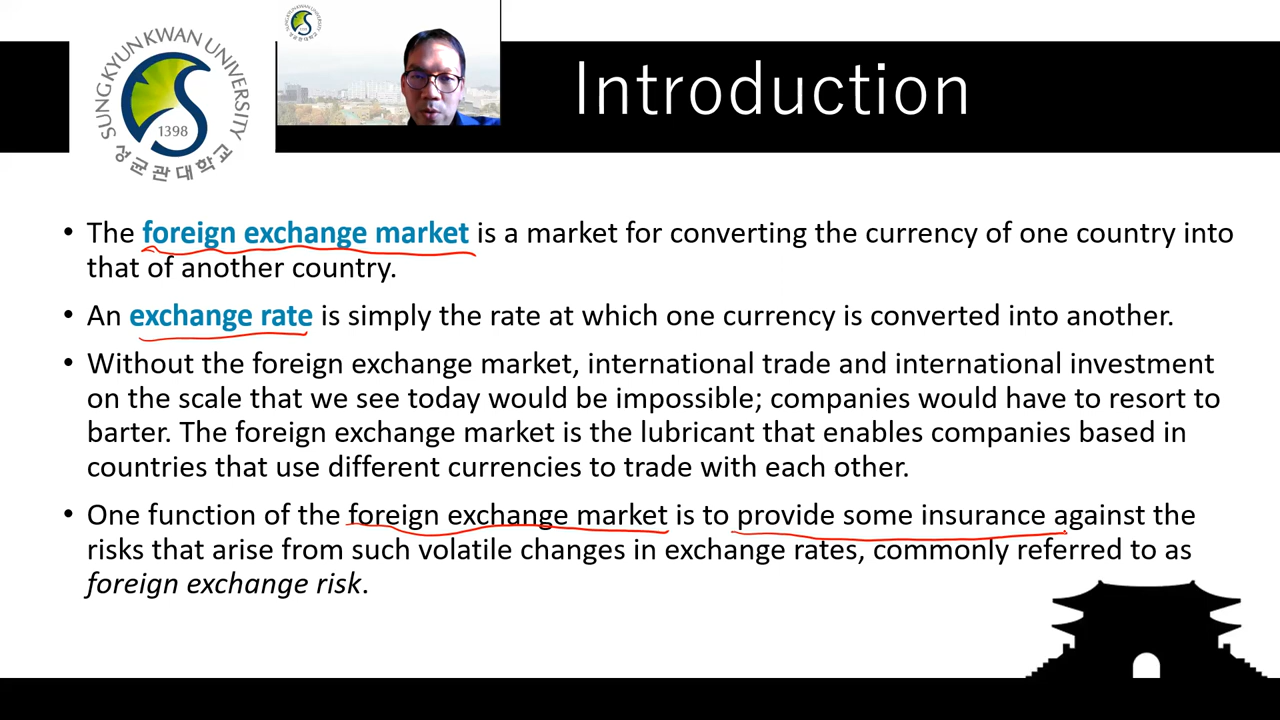 SUNGKYUNKWAN UNIVERSITY
1398
성균관대학교
Introduction
• The foreign exchange market is a market for converting the currency of one country into
that of another country.
• An exchange rate is simply the rate at which one currency is converted into another.
• Without the foreign exchange market, international trade and international investment
on the scale that we see today would be impossible; companies would have to resort to
barter. The foreign exchange market is the lubricant that enables companies based in
countries that use different currencies to trade with each other.
• One function of the foreign exchange market is to provide some insurance against the
risks that arise from such volatile changes in exchange rates, commonly referred to as
foreign exchange risk.